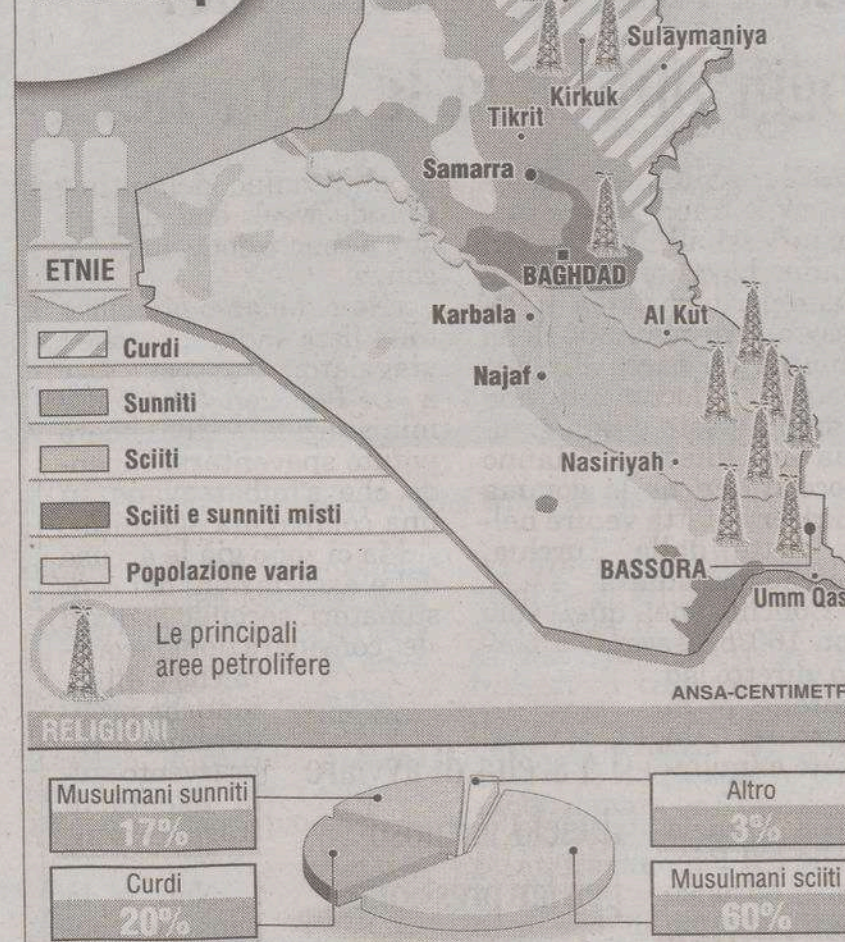 Sulaymaniya
Kirkuk
Tikrit
Samarra
BAGHDAD
Karbala
Al Kut
Najaf
Nasiriyah
BASSORA
Umm Qas
ETNIE
Curdi
Sunniti
Sciiti
Sciiti e sunniti misti
Popolazione varia
Le principali
aree petrolifere
ANSA-CENTIMETR
RELIGIONI
Musulmani sunniti
17%
Altro
3%
Curdi
20%
Musulmani sciiti
60%